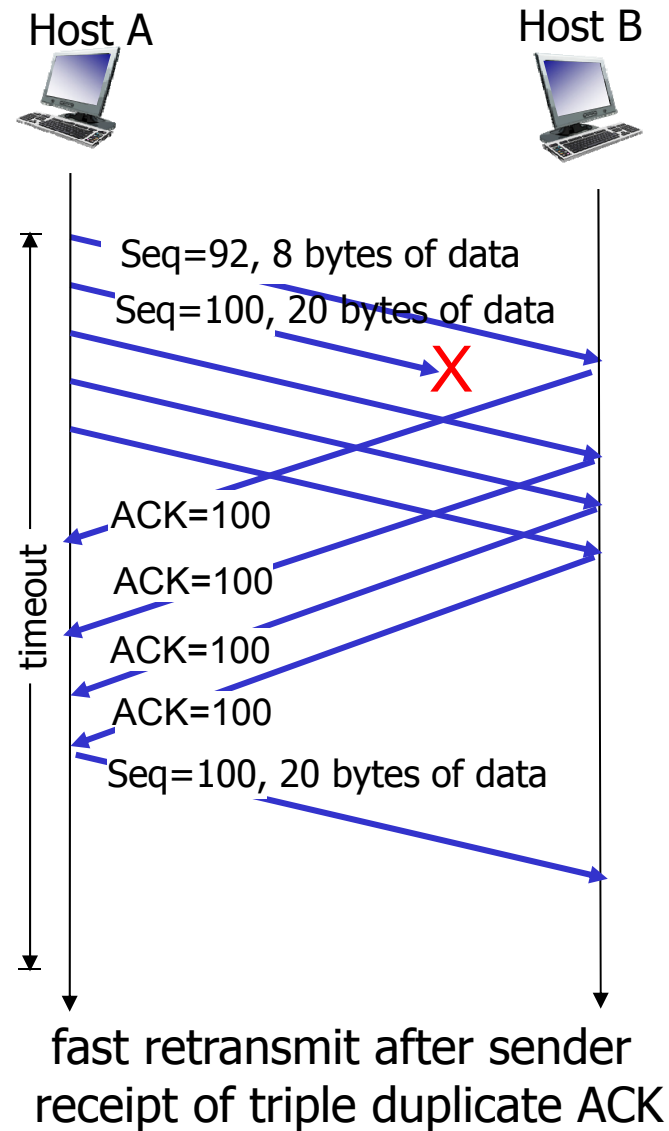 Host A
Host B
Seq=92, 8 bytes of data
Seq=100, 20 bytes of data
X
ACK=100
ACK=100
ACK=100
ACK=100
timeout
Seq=100, 20 bytes of data
fast retransmit after sender
receipt of triple duplicate ACK